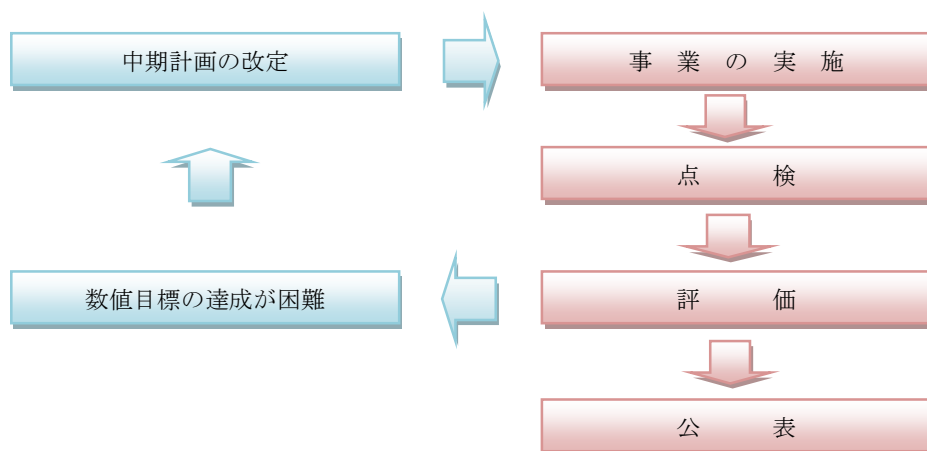 中期計画の改定
事業の実施
点検
数値目標の達成が困難
評価
公表